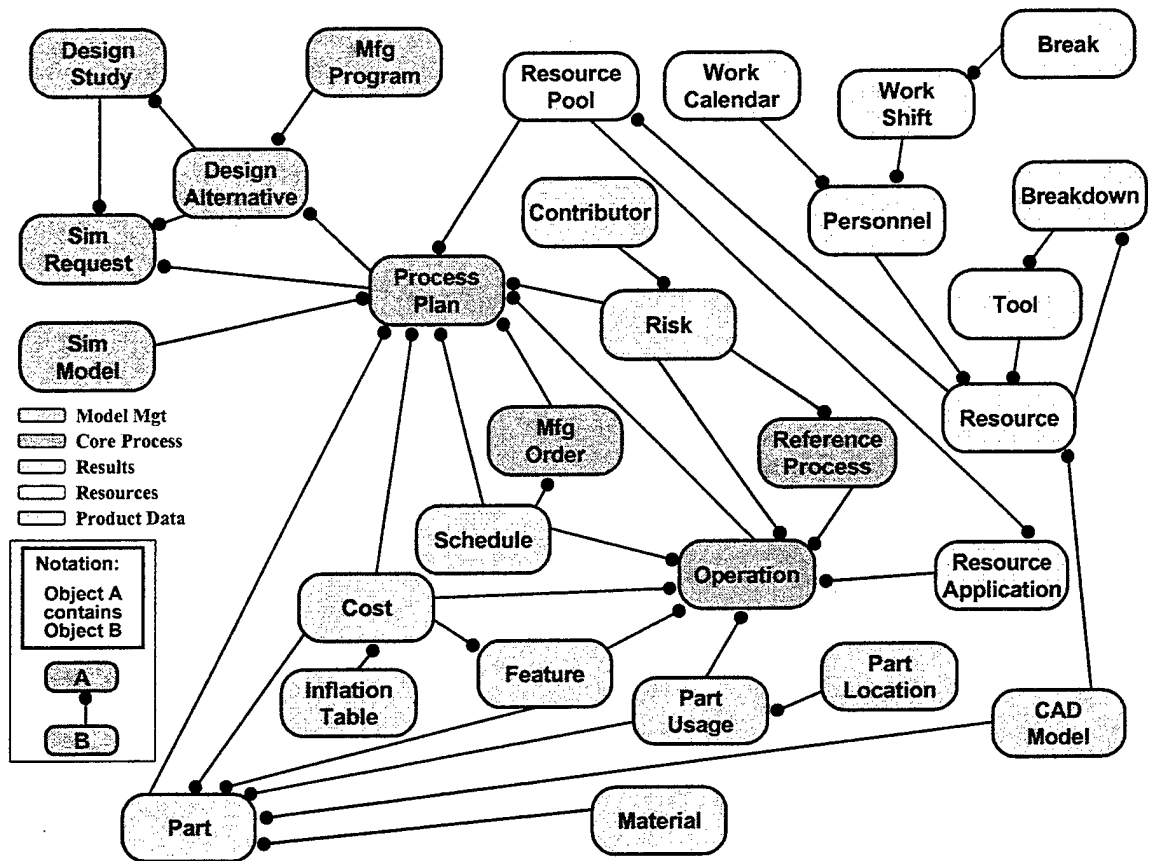 Design
Study
Mfg
Program
Resource
Pool
Work
Calendar
Work
Shift
Break
Design
Alternative
Contributor
Personnel
Breakdown
Sim
Request
Process
Plan
Risk
Tool
Sim
Model
Resource
Model Mgt
Core Process
Results
Resources
Product Data
Mfg
Order
Reference
Process
Schedule
Operation
Resource
Application
Notation:
Object A
contains
Object B
A
B
Cost
Inflation
Table
Feature
Part
Usage
Part
Location
CAD
Model
Part
Material